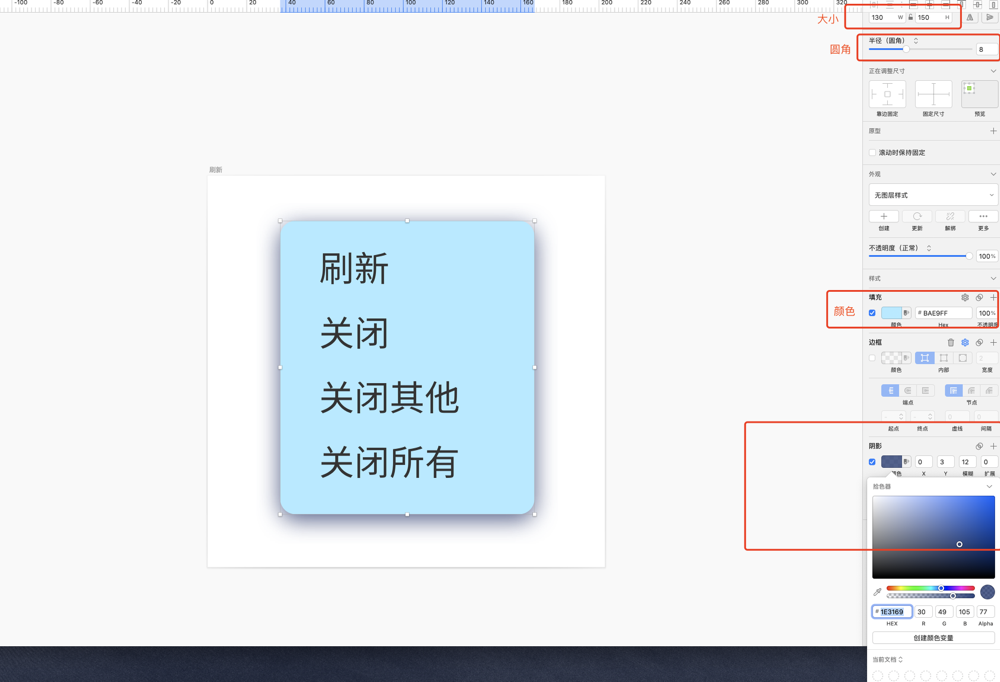 -100 -80 -60 -40 -20 0 20 40 60 80 100 120 140 160 180 200 220 240 260 280 300 320
大小
130 W 150 H
圆角
半径（圆角）
8
正在调整尺寸
靠边固定 固定尺寸 预览
原型
滚动时保持固定
外观
无图层样式
创建 更新 解绑 更多
不透明度（正常）
100%
样式
颜色
填充
# BAE9FF 100%
颜色 Hex 不透明度
边框
2
颜色 内部 宽度
端点 节点
0 0
起点 终点 虚线 间隔
阴影
0 3 12 0
颜色 X Y 模糊 扩展
刷新
刷新
关闭
关闭其他
关闭所有
拾色器
# 1E3169 30 49 105 77
HEX R G B Alpha
创建颜色变量
当前文档